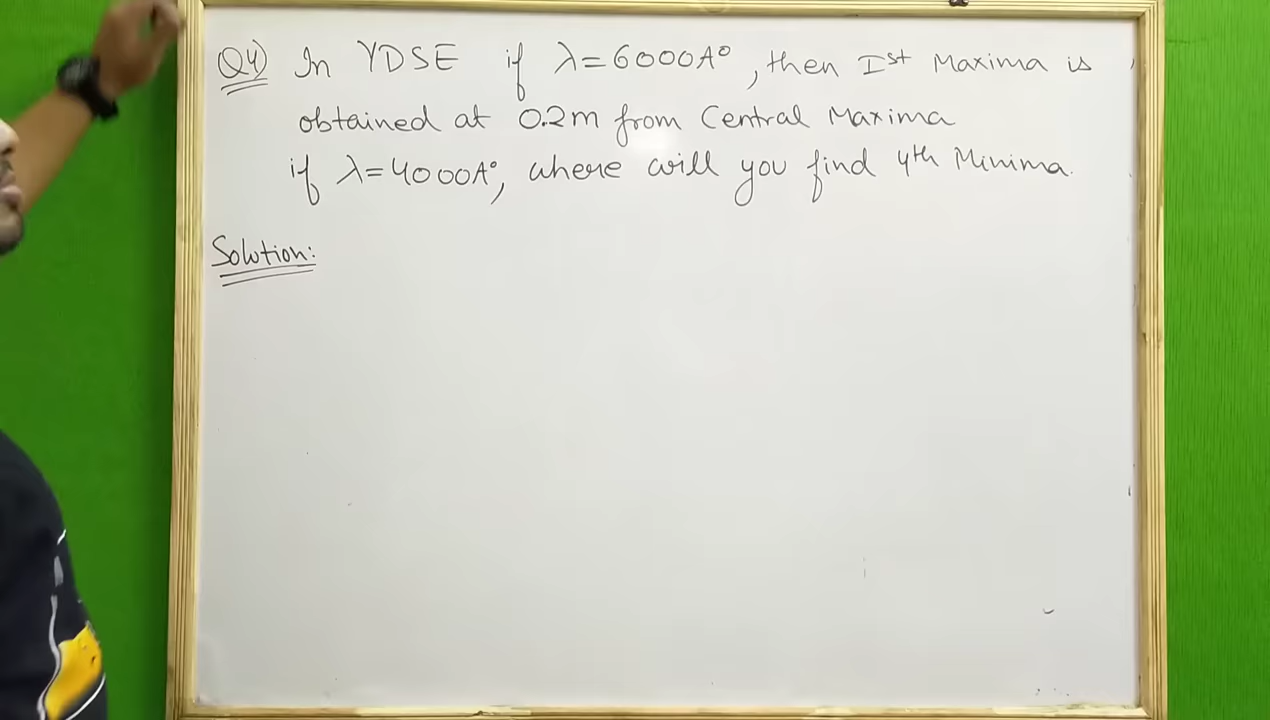 Q4) In YDSE if λ=6000A°, then Ist Maxima is
obtained at 0.2m from Central Maxima
if λ=4000A°, where will you find 4th Minima.
Solution: